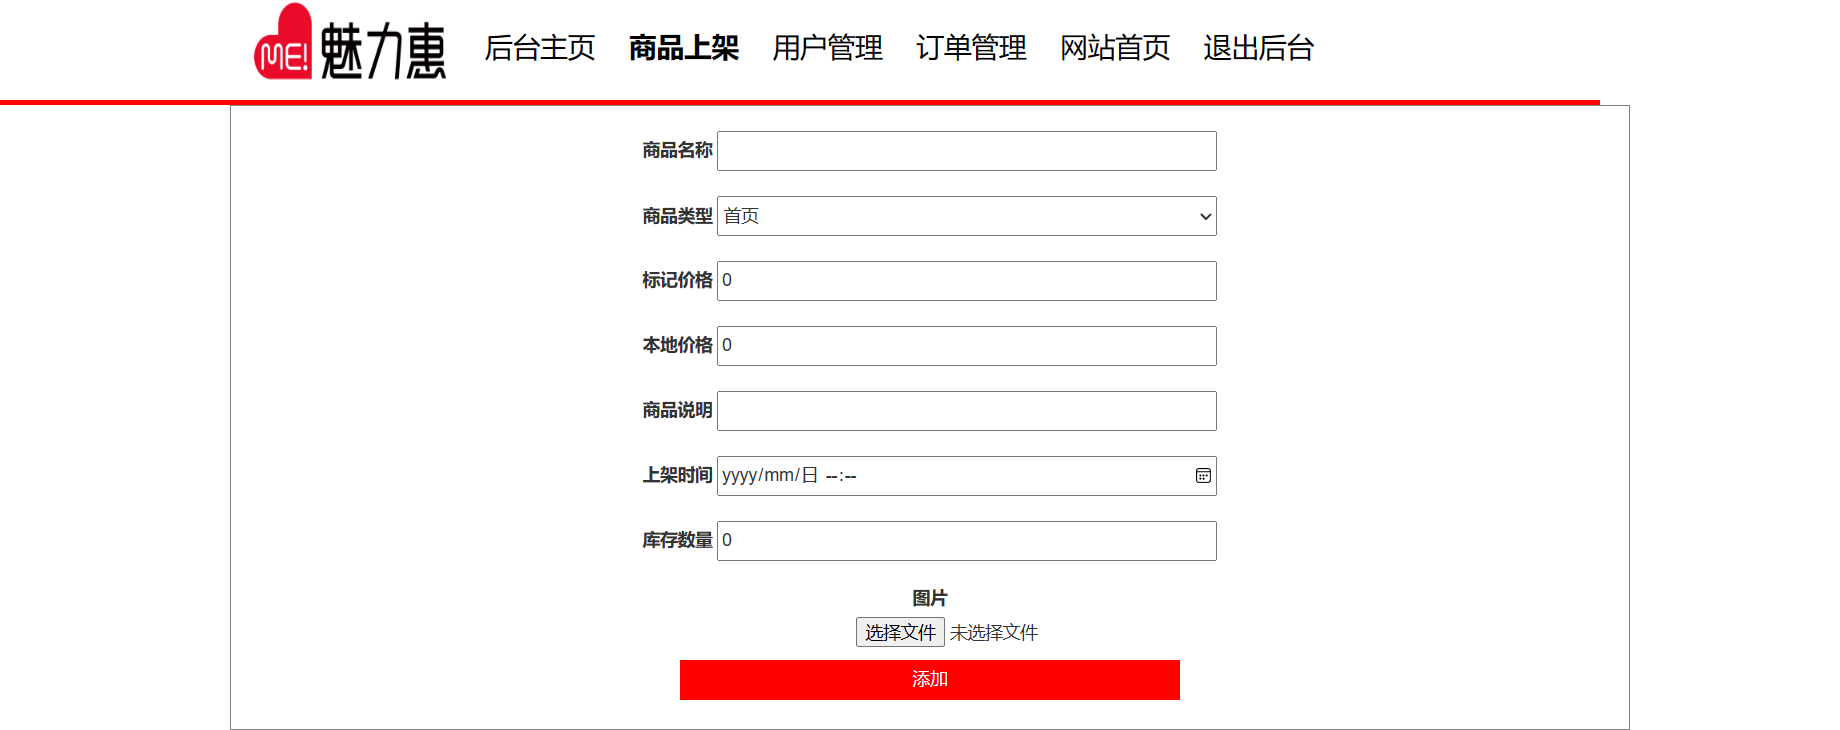 ME! 魅力惠 后台主页 商品上架 用户管理 订单管理 网站首页 退出后台
商品名称
商品类型 首页
标记价格 0
本地价格 0
商品说明
上架时间 yyyy/mm/日 --:--
库存数量 0
图片
选择文件 未选择文件
添加